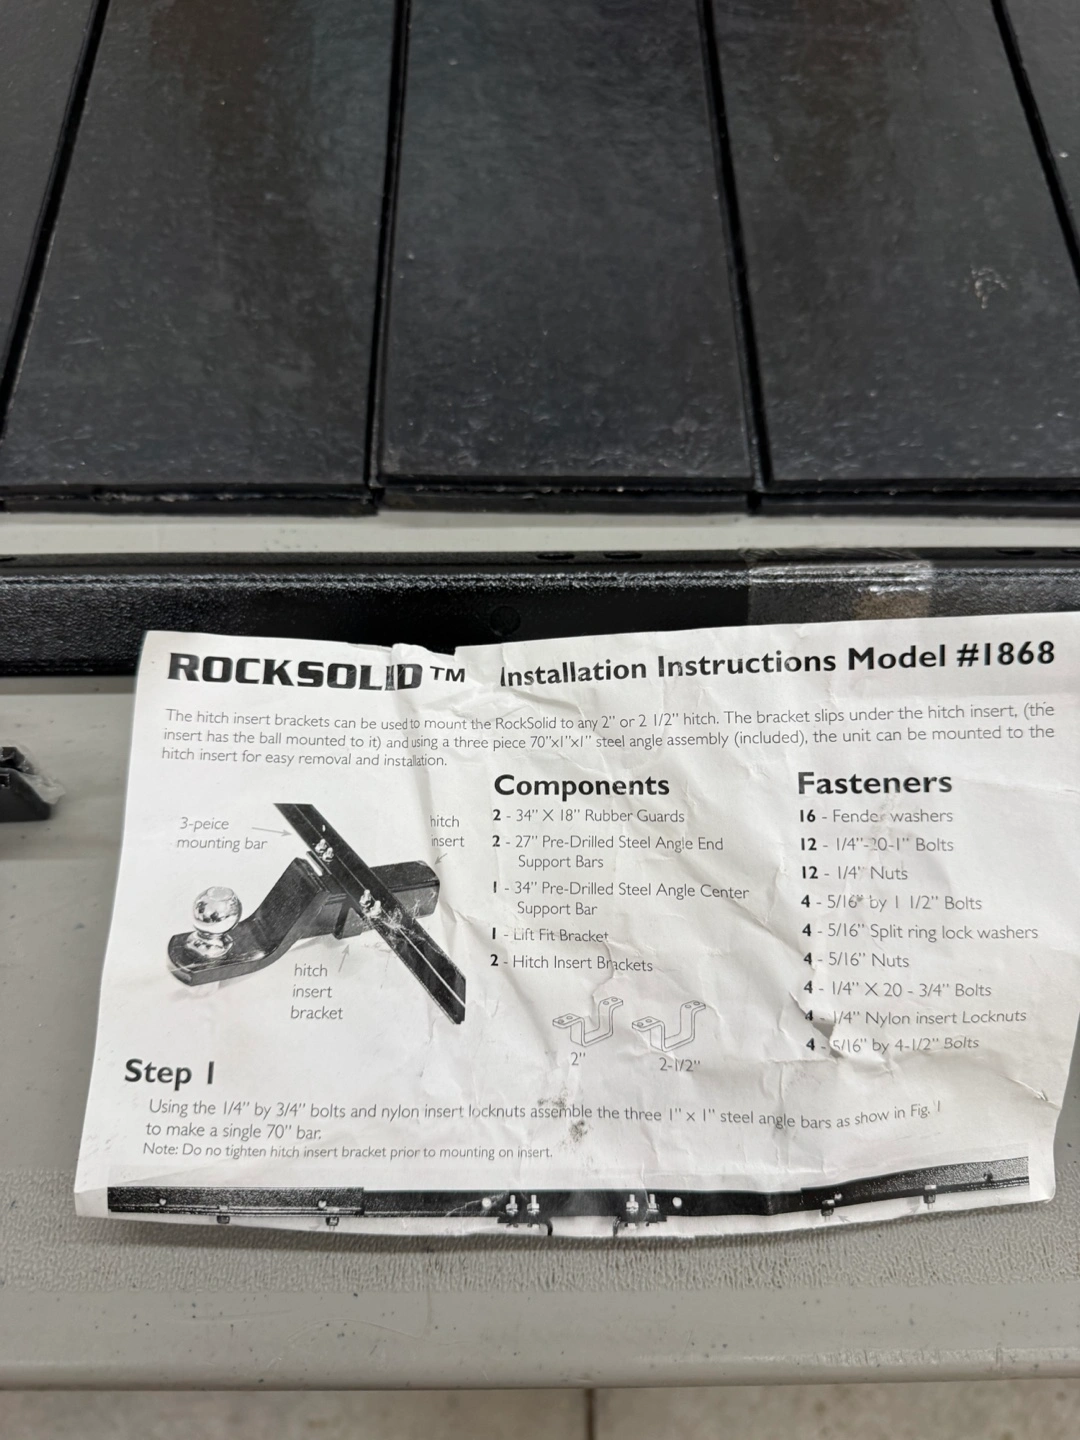 ROCKSOLID™ Installation Instructions Model #1868
The hitch insert brackets can be used to mount the RockSolid to any 2" or 2 1/2" hitch. The bracket slips under the hitch insert, (the
insert has the ball mounted to it) and using a three piece 70"x1"x1" steel angle assembly (included), the unit can be mounted to the
hitch insert for easy removal and installation.
3-peice
mounting bar
hitch
insert
hitch
insert
bracket
Components
2 - 34" X 18" Rubber Guards
2 - 27" Pre-Drilled Steel Angle End
Support Bars
1 - 34" Pre-Drilled Steel Angle Center
Support Bar
1 - Lift Fit Bracket
2 - Hitch Insert Brackets
2"
2-1/2"
Fasteners
16 - Fender washers
12 - 1/4"-20-1" Bolts
12 - 1/4" Nuts
4 - 5/16" by 1 1/2" Bolts
4 - 5/16" Split ring lock washers
4 - 5/16" Nuts
4 - 1/4" X 20 - 3/4" Bolts
4 - 1/4" Nylon insert Locknuts
4 - 5/16" by 4-1/2" Bolts
Step 1
Using the 1/4" by 3/4" bolts and nylon insert locknuts assemble the three 1" x 1" steel angle bars as show in Fig. 1
to make a single 70" bar.
Note: Do no tighten hitch insert bracket prior to mounting on insert.